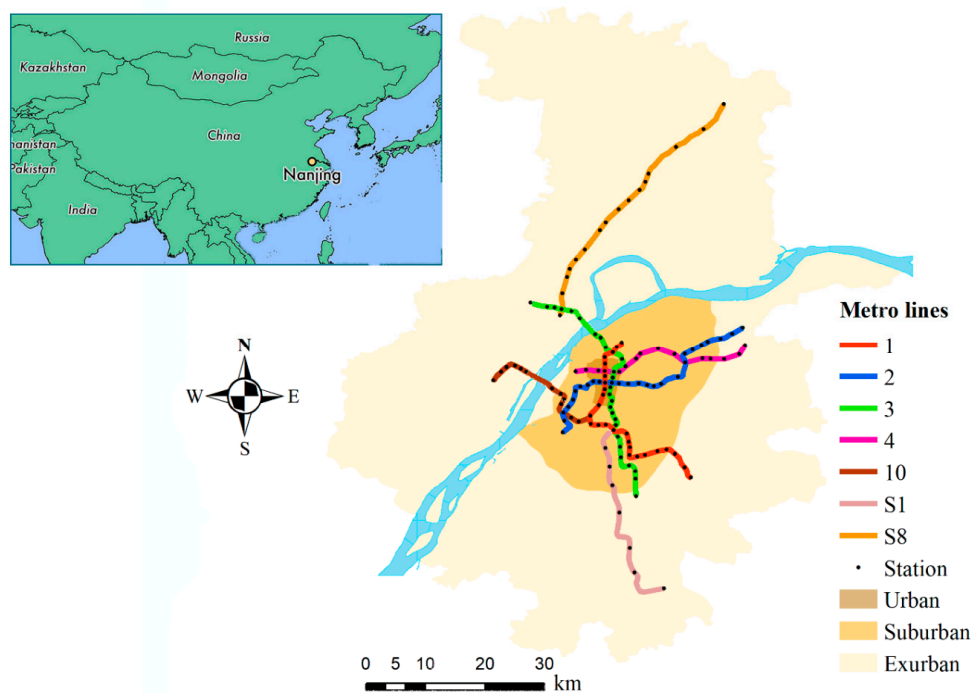 Russia
Kazakhstan
Mongolia
China
hanistan
Pakistan
Nanjing
India
N
W E
S
Metro lines
1
2
3
4
10
S1
S8
Station
Urban
Suburban
Exurban
0 5 10 20 30
km